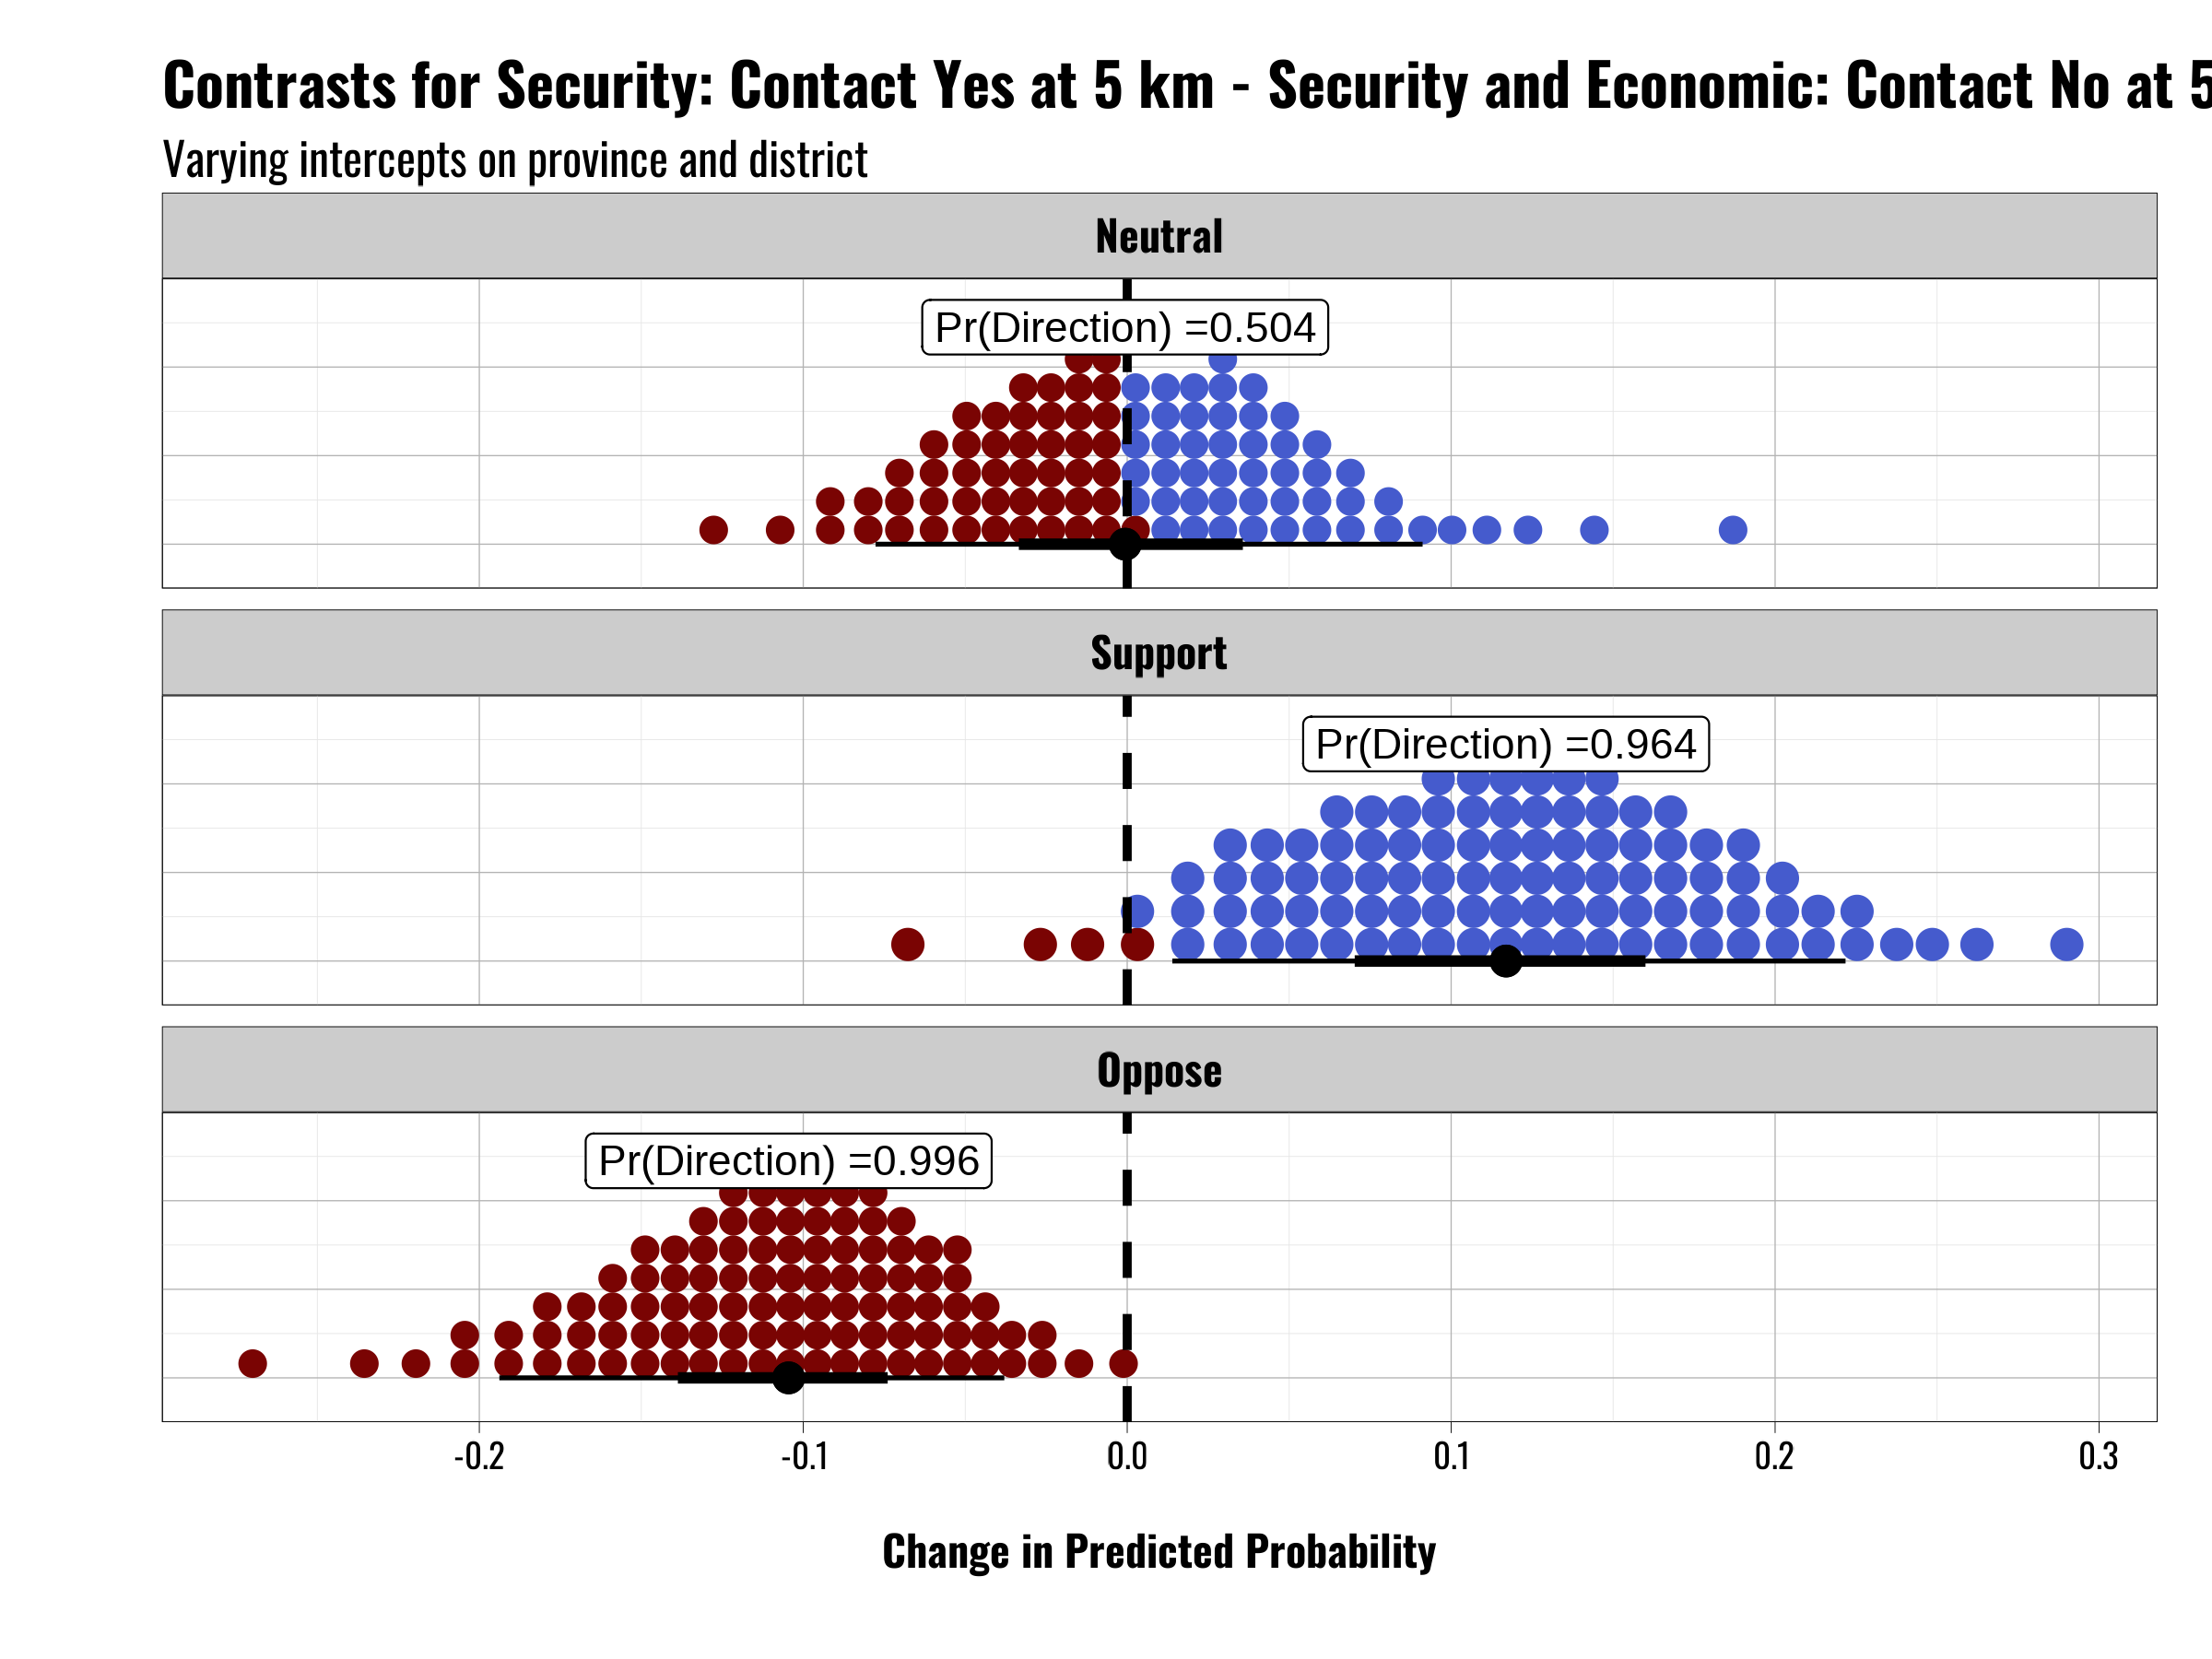 Contrasts for Security: Contact Yes at 5 km - Security and Economic: Contact No at 5
Varying intercepts on province and district
Neutral
Pr(Direction) =0.504
Support
Pr(Direction) =0.964
Oppose
Pr(Direction) =0.996
-0.2 -0.1 0.0 0.1 0.2 0.3
Change in Predicted Probability